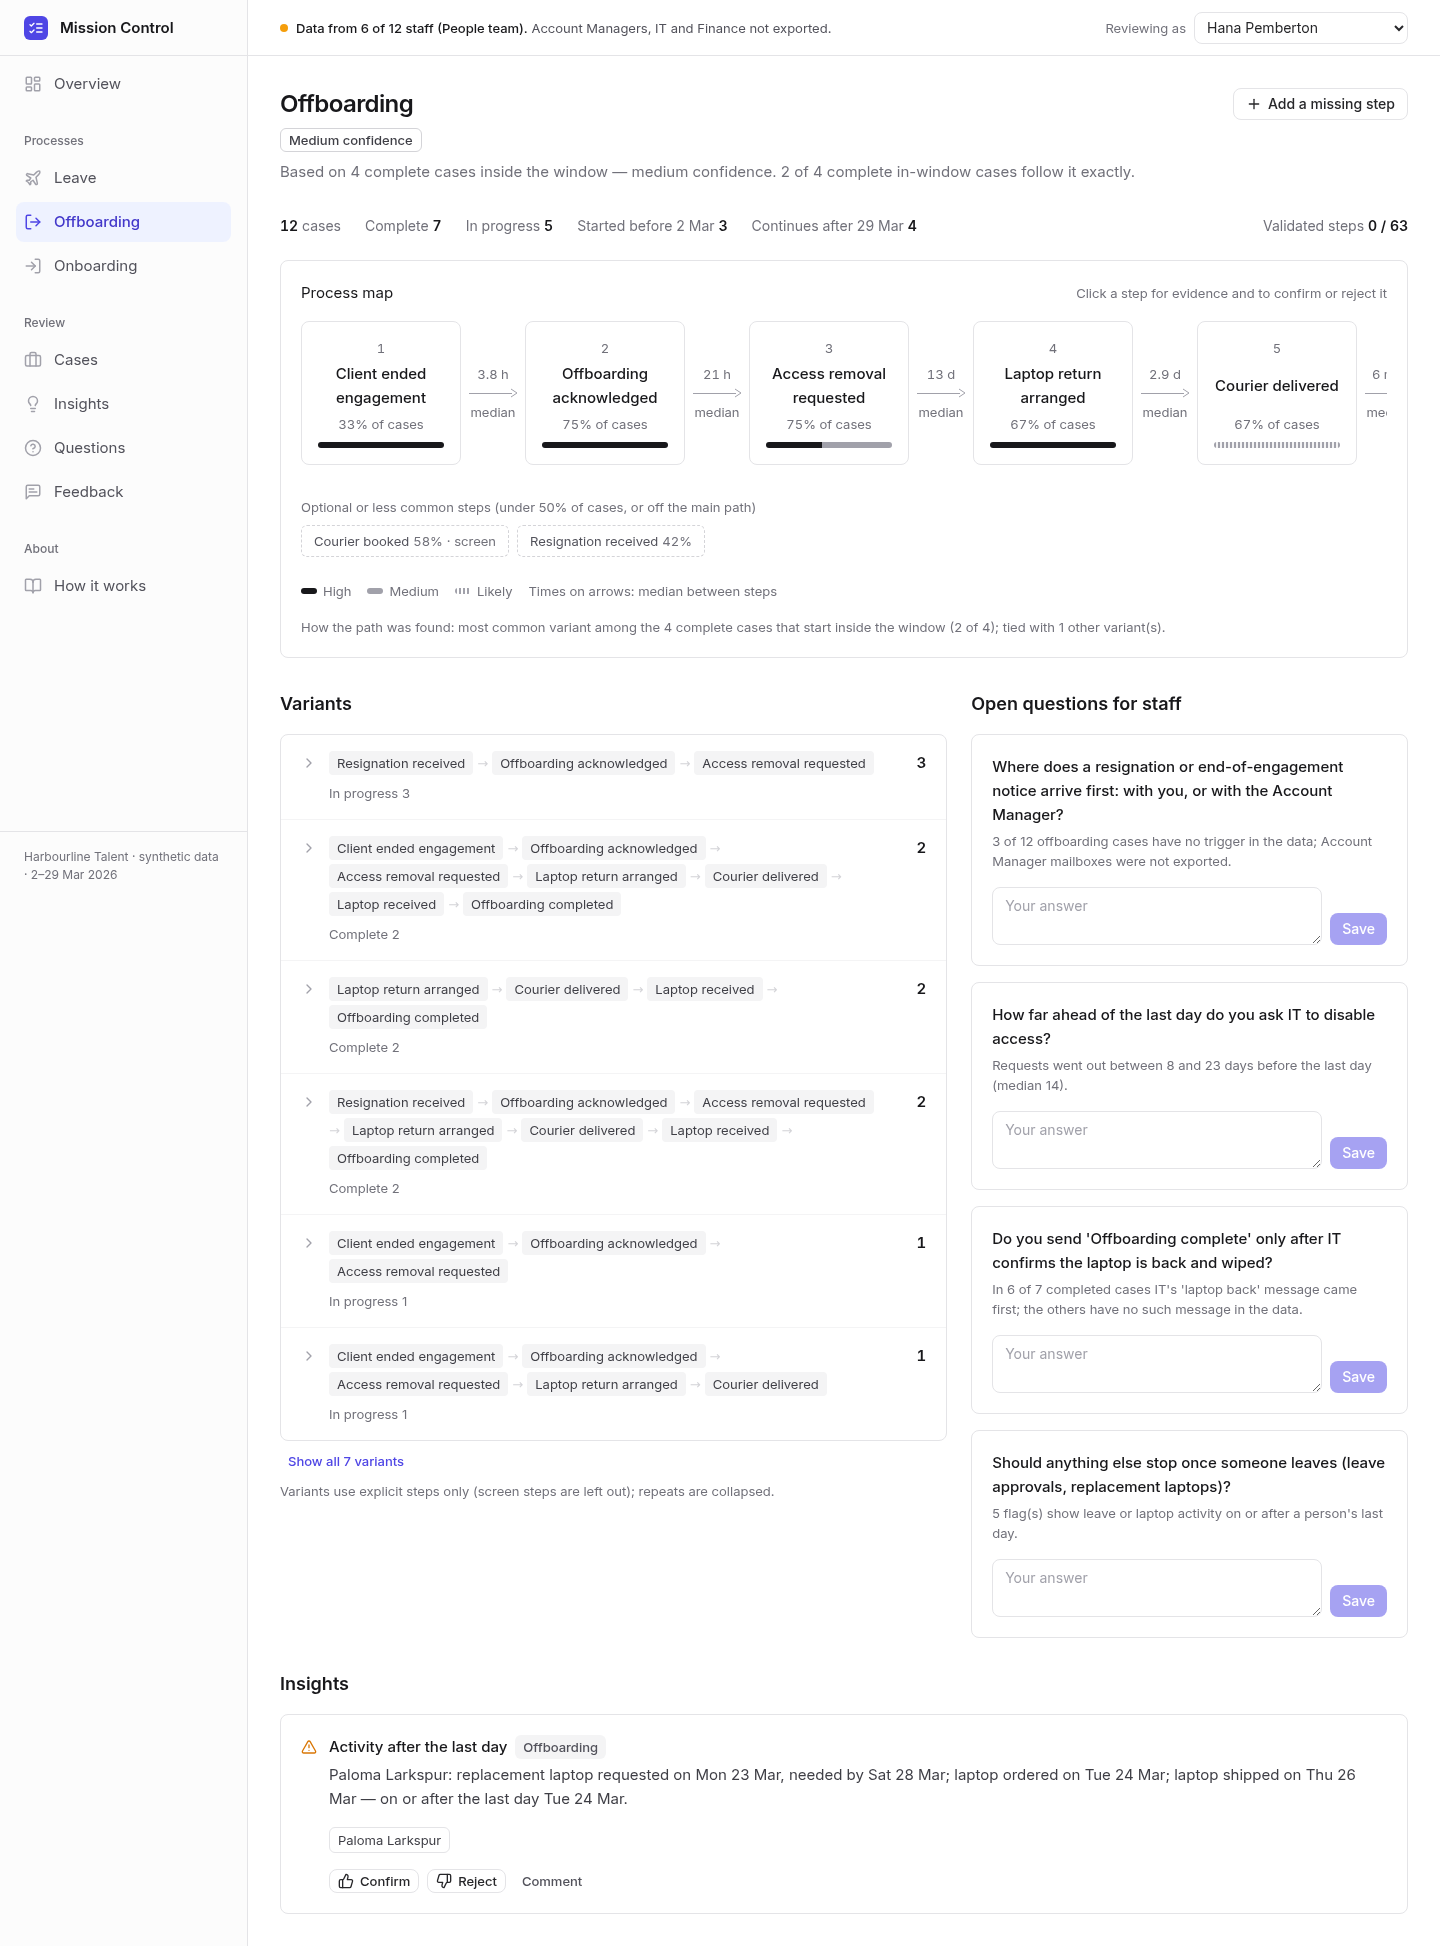 Mission Control
Data from 6 of 12 staff (People team). Account Managers, IT and Finance not exported.
Reviewing as
Hana Pemberton
Overview
Processes
Leave
Offboarding
Onboarding
Review
Cases
Insights
Questions
Feedback
About
How it works
Harbourline Talent · synthetic data
· 2–29 Mar 2026
Offboarding
Add a missing step
Medium confidence
Based on 4 complete cases inside the window — medium confidence. 2 of 4 complete in-window cases follow it exactly.
12 cases Complete 7 In progress 5 Started before 2 Mar 3 Continues after 29 Mar 4 Validated steps 0 / 63
Process map
Click a step for evidence and to confirm or reject it
1
Client ended
engagement
33% of cases
3.8 h
median
2
Offboarding
acknowledged
75% of cases
21 h
median
3
Access removal
requested
75% of cases
13 d
median
4
Laptop return
arranged
67% of cases
2.9 d
median
5
Courier delivered
67% of cases
6
Optional or less common steps (under 50% of cases, or off the main path)
Courier booked 58% · screen
Resignation received 42%
High Medium Likely Times on arrows: median between steps
How the path was found: most common variant among the 4 complete cases that start inside the window (2 of 4); tied with 1 other variant(s).
Variants
Resignation received → Offboarding acknowledged → Access removal requested 3
In progress 3
Client ended engagement → Offboarding acknowledged → 2
Access removal requested → Laptop return arranged → Courier delivered →
Laptop received → Offboarding completed
Complete 2
Laptop return arranged → Courier delivered → Laptop received → 2
Offboarding completed
Complete 2
Resignation received → Offboarding acknowledged → Access removal requested 2
→ Laptop return arranged → Courier delivered → Laptop received →
Offboarding completed
Complete 2
Client ended engagement → Offboarding acknowledged → 1
Access removal requested
In progress 1
Client ended engagement → Offboarding acknowledged → 1
Access removal requested → Laptop return arranged → Courier delivered
In progress 1
Show all 7 variants
Variants use explicit steps only (screen steps are left out); repeats are collapsed.
Open questions for staff
Where does a resignation or end-of-engagement
notice arrive first: with you, or with the Account
Manager?
3 of 12 offboarding cases have no trigger in the data; Account
Manager mailboxes were not exported.
Your answer
Save
How far ahead of the last day do you ask IT to disable
access?
Requests went out between 8 and 23 days before the last day
(median 14).
Your answer
Save
Do you send 'Offboarding complete' only after IT
confirms the laptop is back and wiped?
In 6 of 7 completed cases IT's 'laptop back' message came
first; the others have no such message in the data.
Your answer
Save
Should anything else stop once someone leaves (leave
approvals, replacement laptops)?
5 flag(s) show leave or laptop activity on or after a person's last
day.
Your answer
Save
Insights
Activity after the last day Offboarding
Paloma Larkspur: replacement laptop requested on Mon 23 Mar, needed by Sat 28 Mar; laptop ordered on Tue 24 Mar; laptop shipped on Thu 26
Mar — on or after the last day Tue 24 Mar.
Paloma Larkspur
Confirm Reject Comment